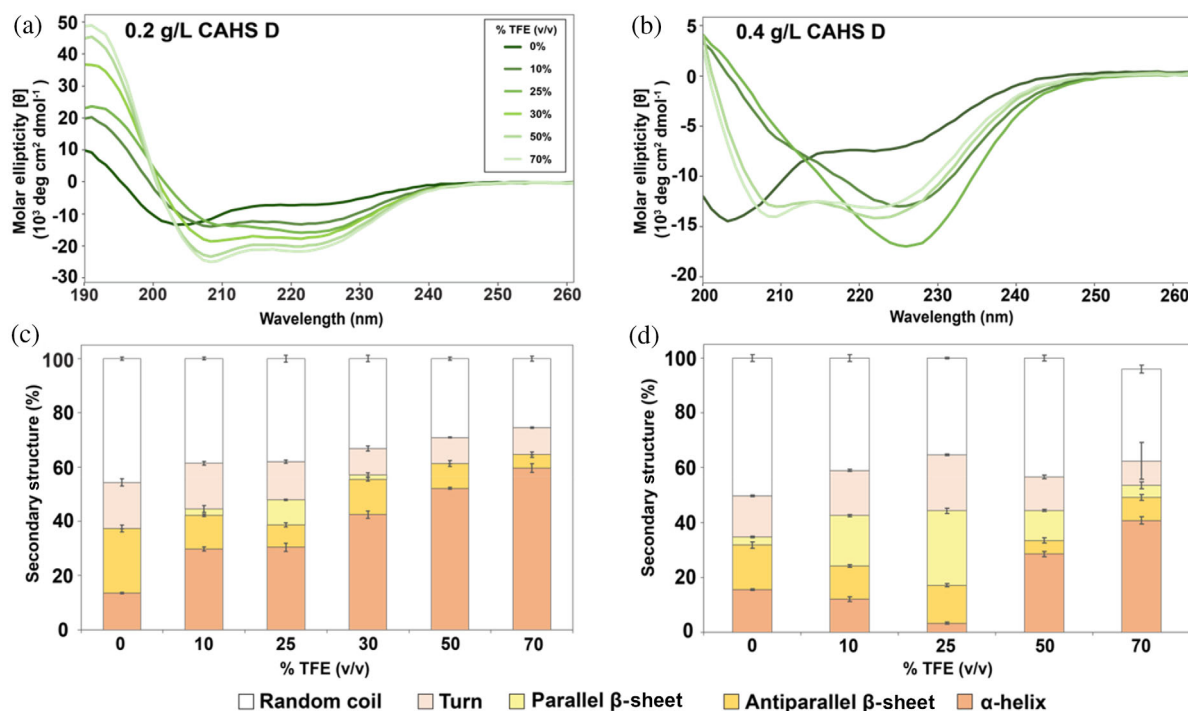 (a)
0.2 g/L CAHS D
Molar ellipticity [θ]
(10³ deg cm² dmol⁻¹)
50
40
30
20
10
0
-10
-20
-30
190 200 210 220 230 240 250 260
Wavelength (nm)
% TFE (v/v)
0%
10%
25%
30%
50%
70%
(b)
0.4 g/L CAHS D
Molar ellipticity [θ]
(10³ deg cm² dmol⁻¹)
5
0
-5
-10
-15
-20
200 210 220 230 240 250 260
Wavelength (nm)
(c)
Secondary structure (%)
100
80
60
40
20
0
0 10 25 30 50 70
% TFE (v/v)
(d)
Secondary structure (%)
100
80
60
40
20
0
0 10 25 50 70
% TFE (v/v)
Random coil Turn Parallel β-sheet Antiparallel β-sheet α-helix